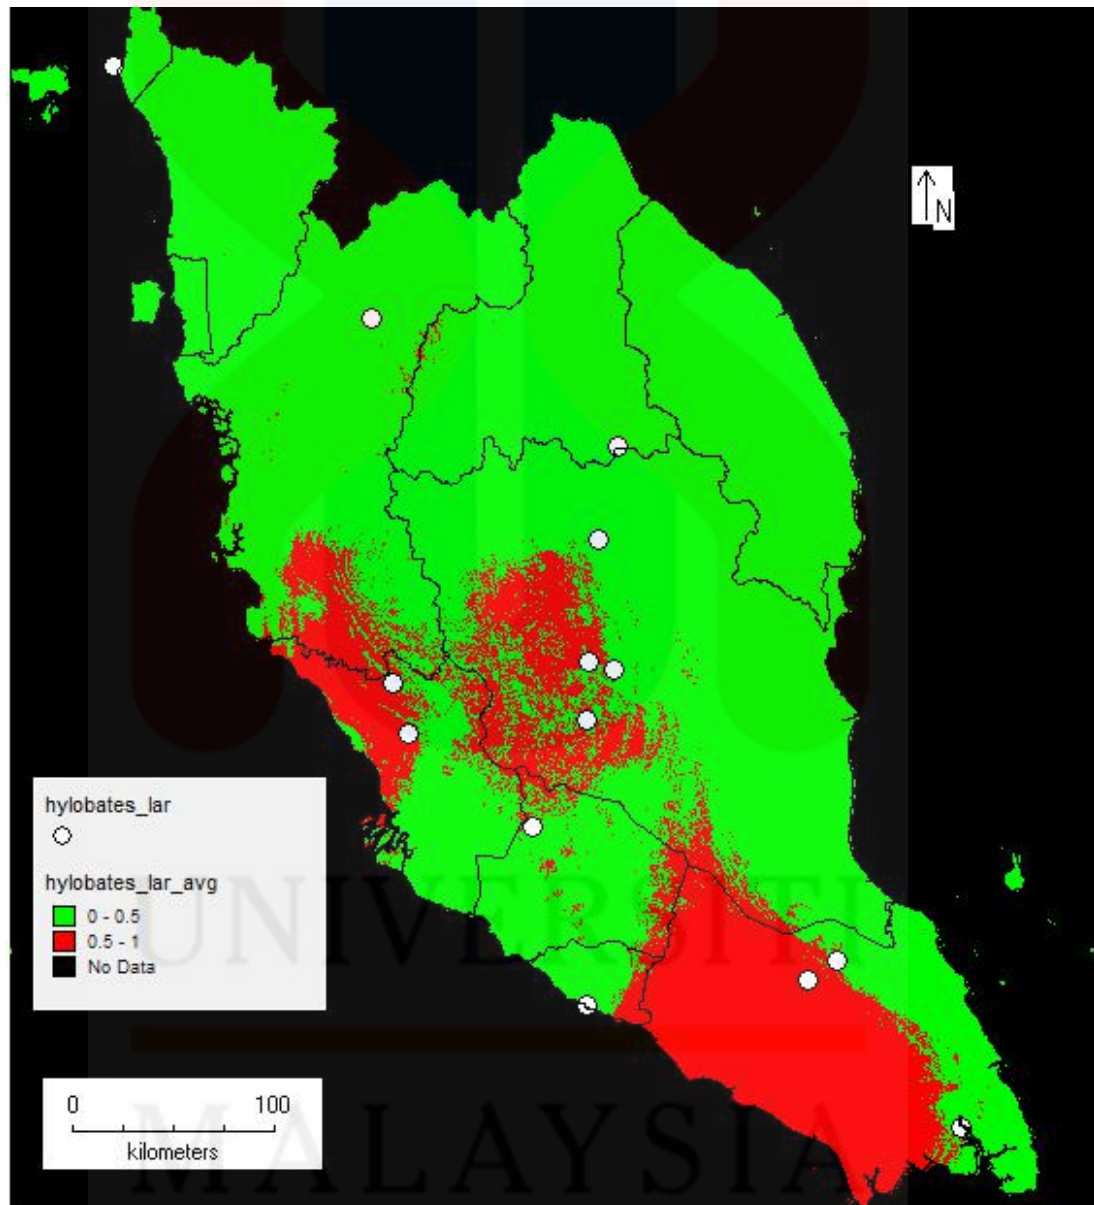 N
hylobates_lar
hylobates_lar_avg
0 - 0.5
0.5 - 1
No Data
UNIVERSITI
0 100
kilometers
MALAYSIA